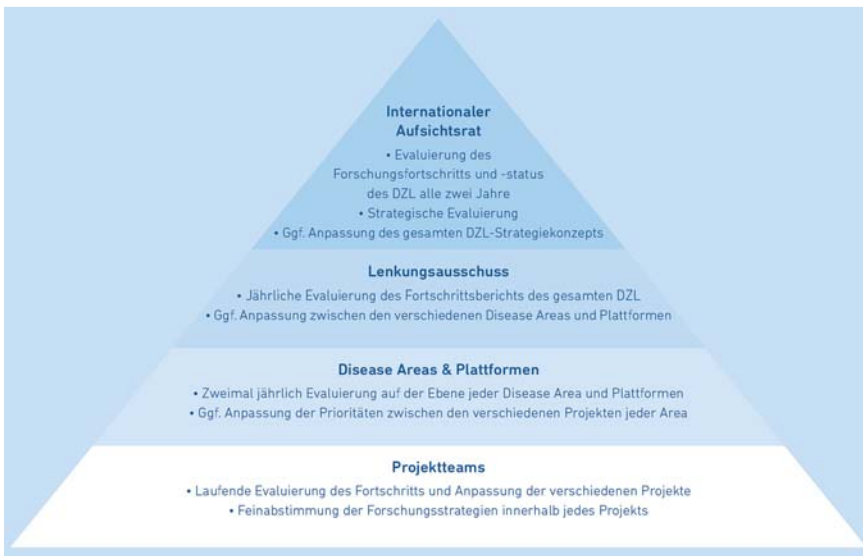 Internationaler
Aufsichtsrat
• Evaluierung des
Forschungsfortschritts und -status
des DZL alle zwei Jahre
• Strategische Evaluierung
• Ggf. Anpassung des gesamten DZL-Strategiekonzepts
Lenkungsausschuss
• Jährliche Evaluierung des Fortschrittsberichts des gesamten DZL
• Ggf. Anpassung zwischen den verschiedenen Disease Areas und Plattformen
Disease Areas & Plattformen
• Zweimal jährlich Evaluierung auf der Ebene jeder Disease Area und Plattformen
• Ggf. Anpassung der Prioritäten zwischen den verschiedenen Projekten jeder Area
Projektteams
• Laufende Evaluierung des Fortschritts und Anpassung der verschiedenen Projekte
• Feinabstimmung der Forschungsstrategien innerhalb jedes Projekts